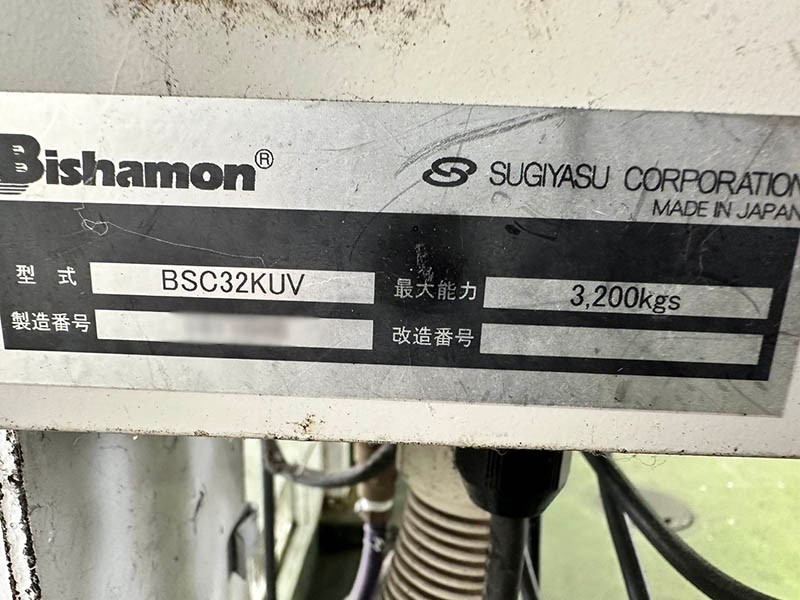 Bishamon®
SUGIYASU CORPORATION
MADE IN JAPAN
型式 BSC32KUV 最大能力 3,200kgs
製造番号 改造番号